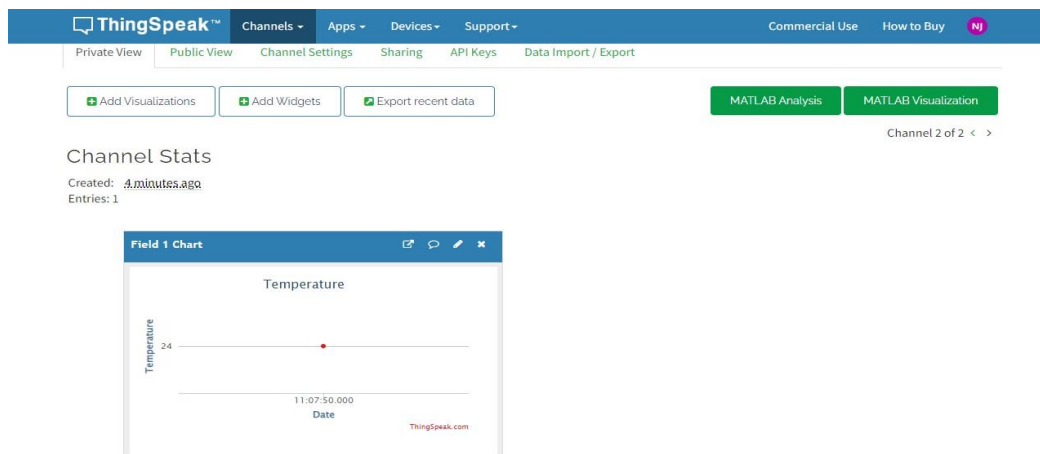 ThingSpeak™ Channels Apps Devices Support Commercial Use How to Buy NJ
Private View Public View Channel Settings Sharing API Keys Data Import / Export
Add Visualizations Add Widgets Export recent data MATLAB Analysis MATLAB Visualization
Channel 2 of 2 < >
Channel Stats
Created: 4 minutes ago
Entries: 1
Field 1 Chart
Temperature
Temperature
24
11:07:50.000
Date
ThingSpeak.com